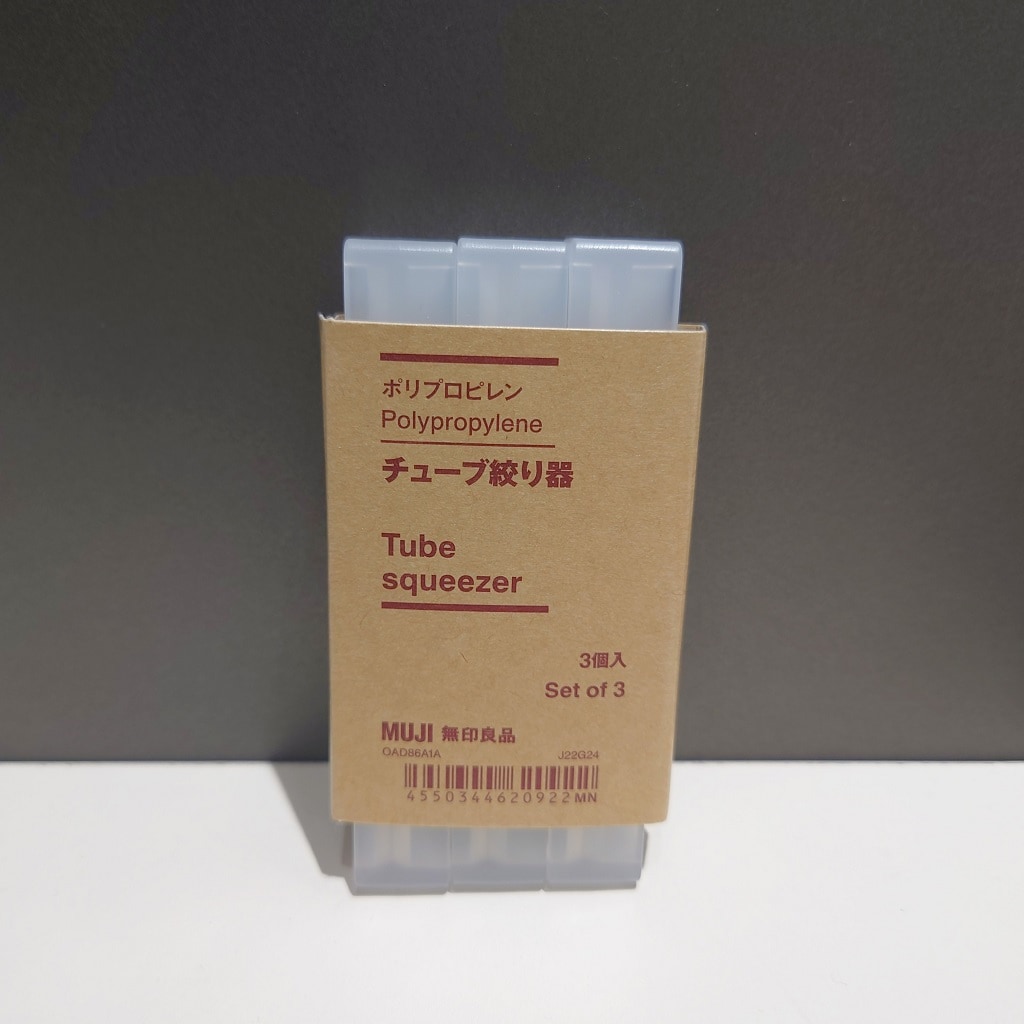 ポリプロピレン
Polypropylene
チューブ絞り器
Tube
squeezer
3個入
Set of 3
MUJI 無印良品
OAD86A1A J22G24
4550344620922MN